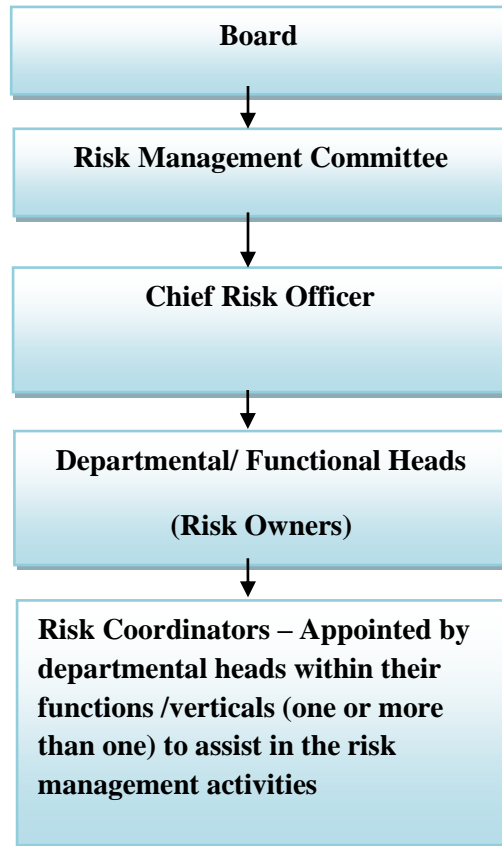 Board
Risk Management Committee
Chief Risk Officer
Departmental/ Functional Heads
(Risk Owners)
Risk Coordinators – Appointed by
departmental heads within their
functions /verticals (one or more
than one) to assist in the risk
management activities